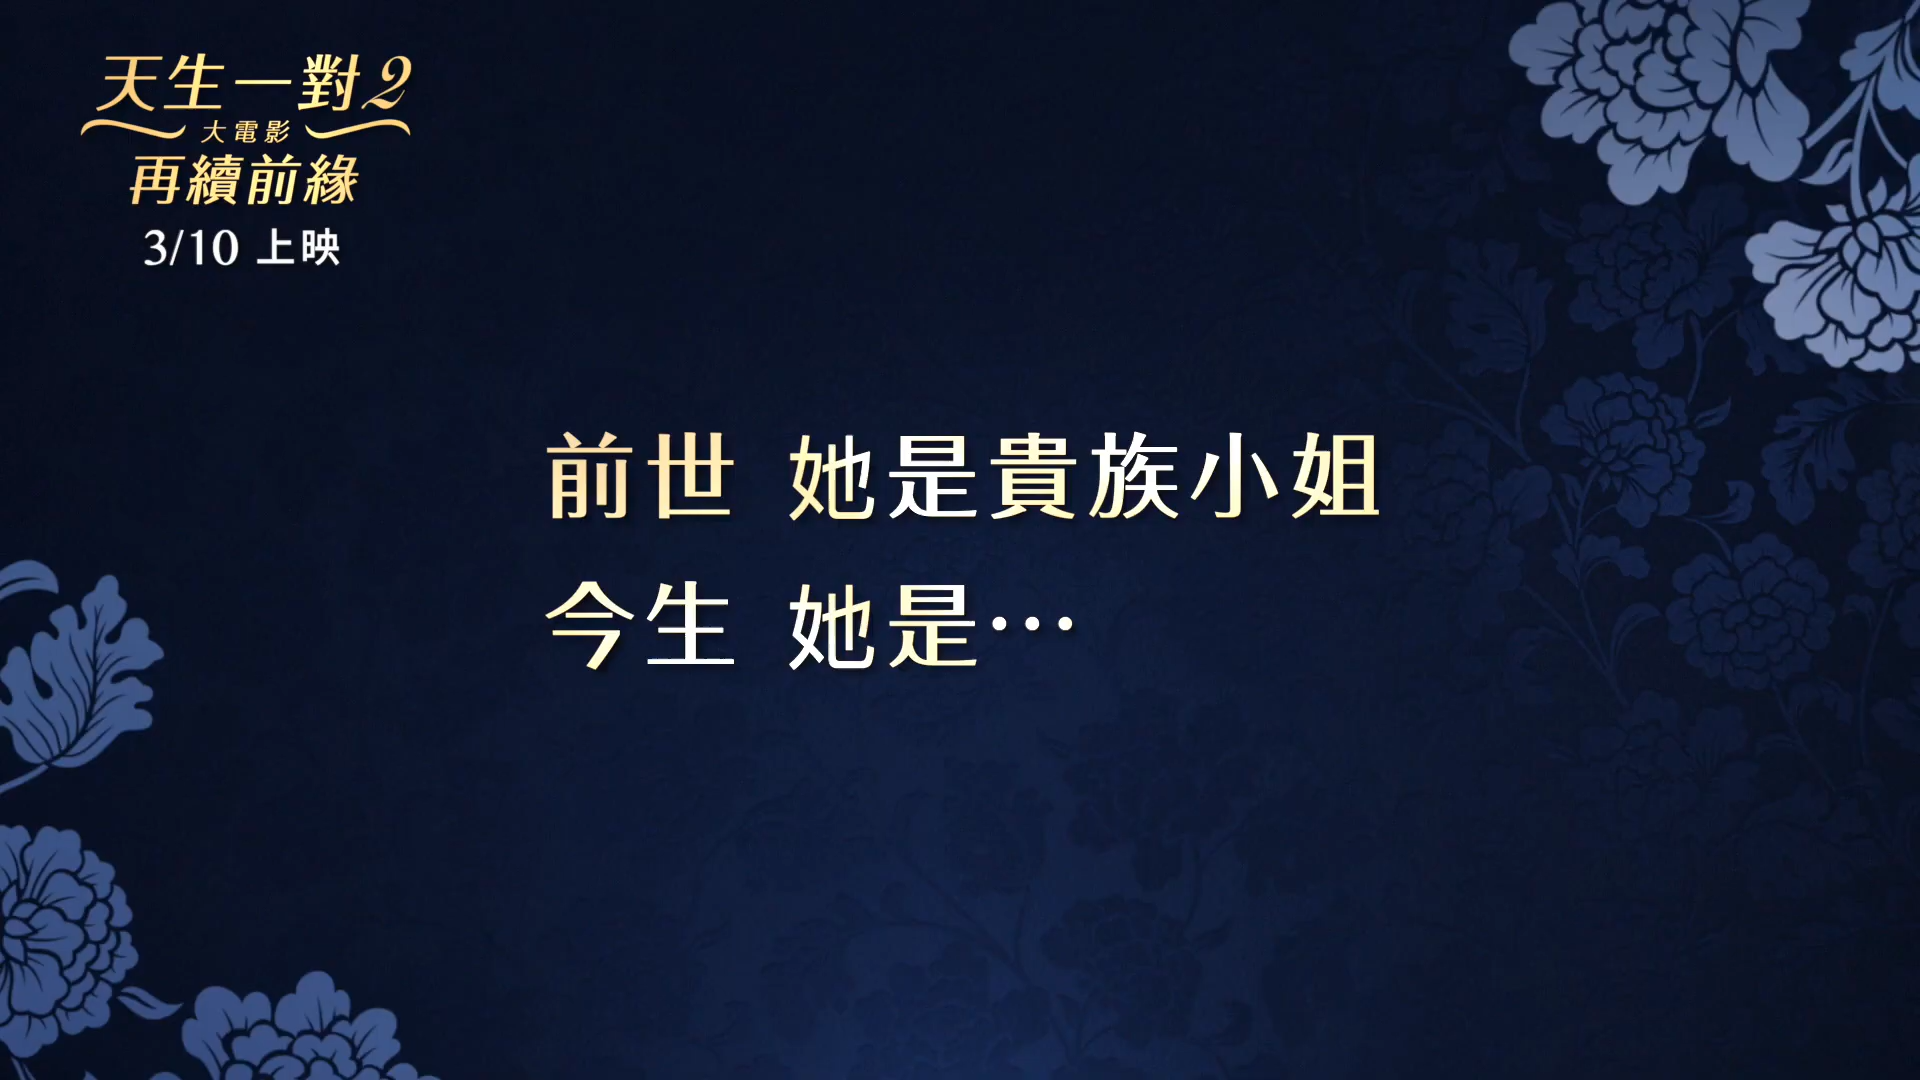 天生一對2
大電影
再續前緣
3/10 上映
前世 她是貴族小姐
今生 她是…